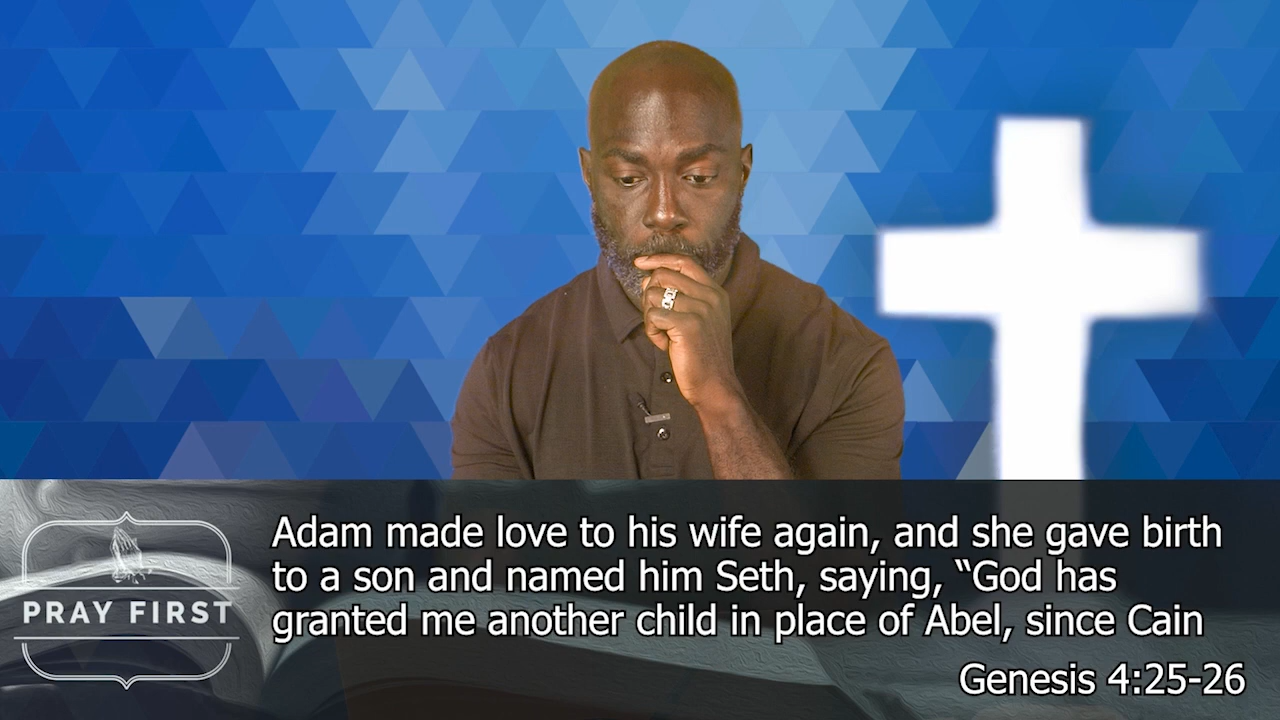 Adam made love to his wife again, and she gave birth
to a son and named him Seth, saying, “God has
granted me another child in place of Abel, since Cain
PRAY FIRST
Genesis 4:25-26